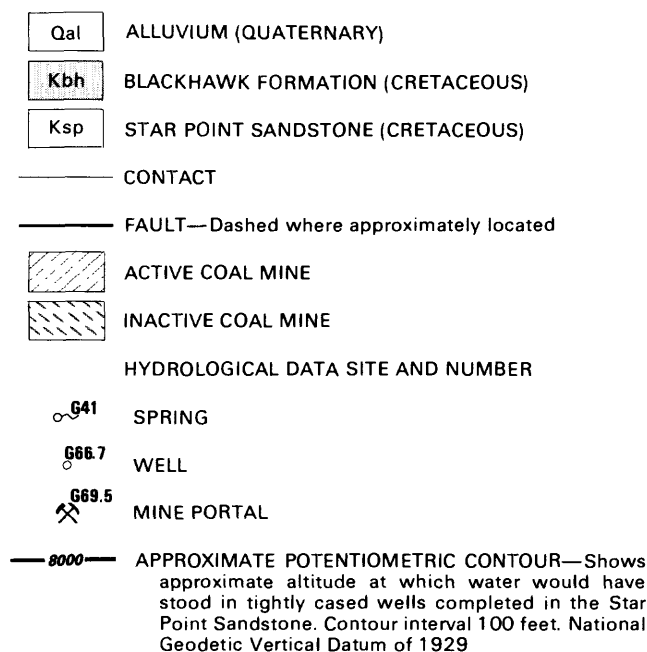 Qal ALLUVIUM (QUATERNARY)
Kbh BLACKHAWK FORMATION (CRETACEOUS)
Ksp STAR POINT SANDSTONE (CRETACEOUS)
CONTACT
FAULT—Dashed where approximately located
ACTIVE COAL MINE
INACTIVE COAL MINE
HYDROLOGICAL DATA SITE AND NUMBER
G41 SPRING
G66.7 WELL
G69.5 MINE PORTAL
8000 APPROXIMATE POTENTIOMETRIC CONTOUR—Shows
approximate altitude at which water would have
stood in tightly cased wells completed in the Star
Point Sandstone. Contour interval 100 feet. National
Geodetic Vertical Datum of 1929